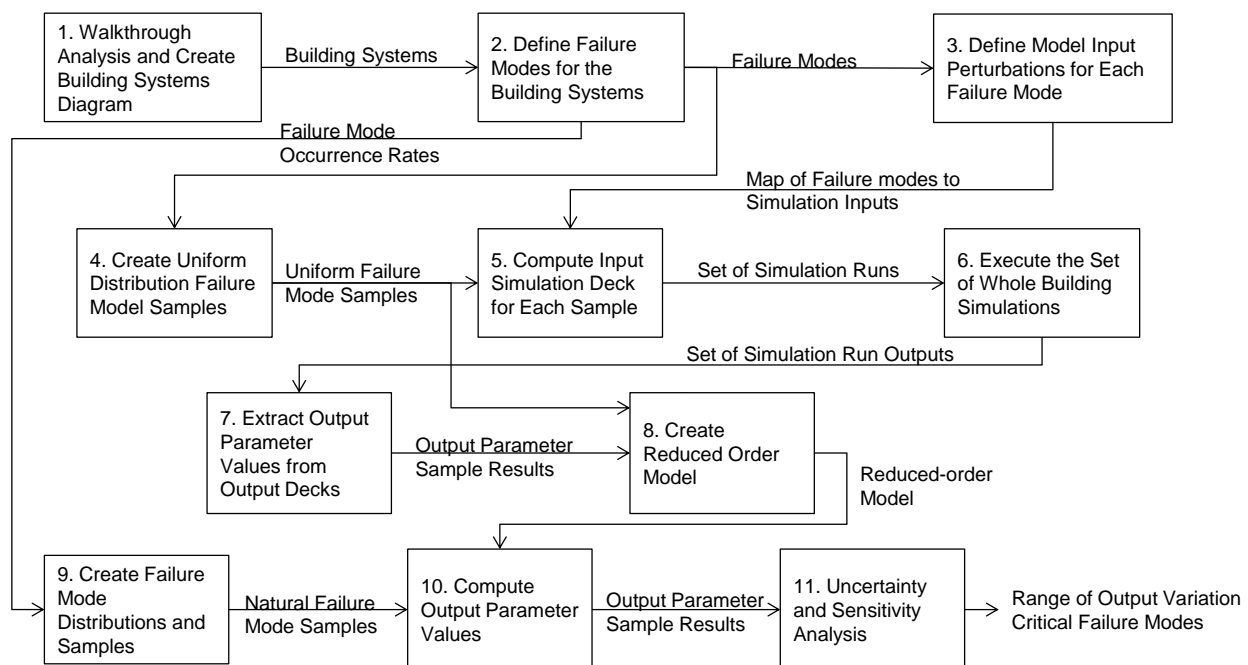 1. Walkthrough
Analysis and Create
Building Systems
Diagram
Building Systems
2. Define Failure
Modes for the
Building Systems
Failure Modes
3. Define Model Input
Perturbations for Each
Failure Mode
Failure Mode
Occurrence Rates
Map of Failure modes to
Simulation Inputs
4. Create Uniform
Distribution Failure
Model Samples
Uniform Failure
Mode Samples
5. Compute Input
Simulation Deck
for Each Sample
Set of Simulation Runs
6. Execute the Set
of Whole Building
Simulations
Set of Simulation Run Outputs
7. Extract Output
Parameter
Values from
Output Decks
Output Parameter
Sample Results
8. Create
Reduced Order
Model
Reduced-order
Model
9. Create Failure
Mode
Distributions and
Samples
Natural Failure
Mode Samples
10. Compute
Output Parameter
Values
Output Parameter
Sample Results
11. Uncertainty
and Sensitivity
Analysis
Range of Output Variation
Critical Failure Modes